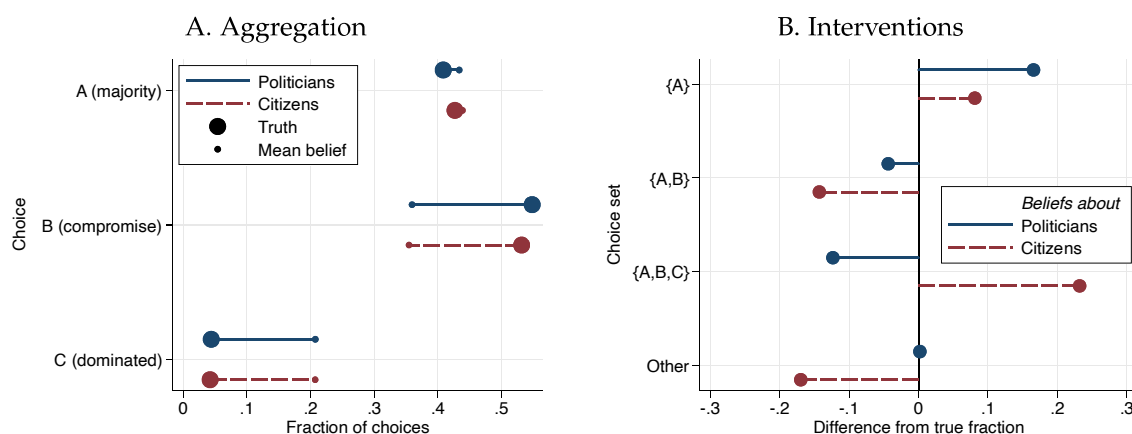 A. Aggregation
Politicians
Citizens
Truth
Mean belief
Choice
A (majority)
B (compromise)
C (dominated)
0 .1 .2 .3 .4 .5
Fraction of choices
B. Interventions
Choice set
{A}
{A,B}
{A,B,C}
Other
Beliefs about
Politicians
Citizens
-.3 -.2 -.1 0 .1 .2 .3
Difference from true fraction